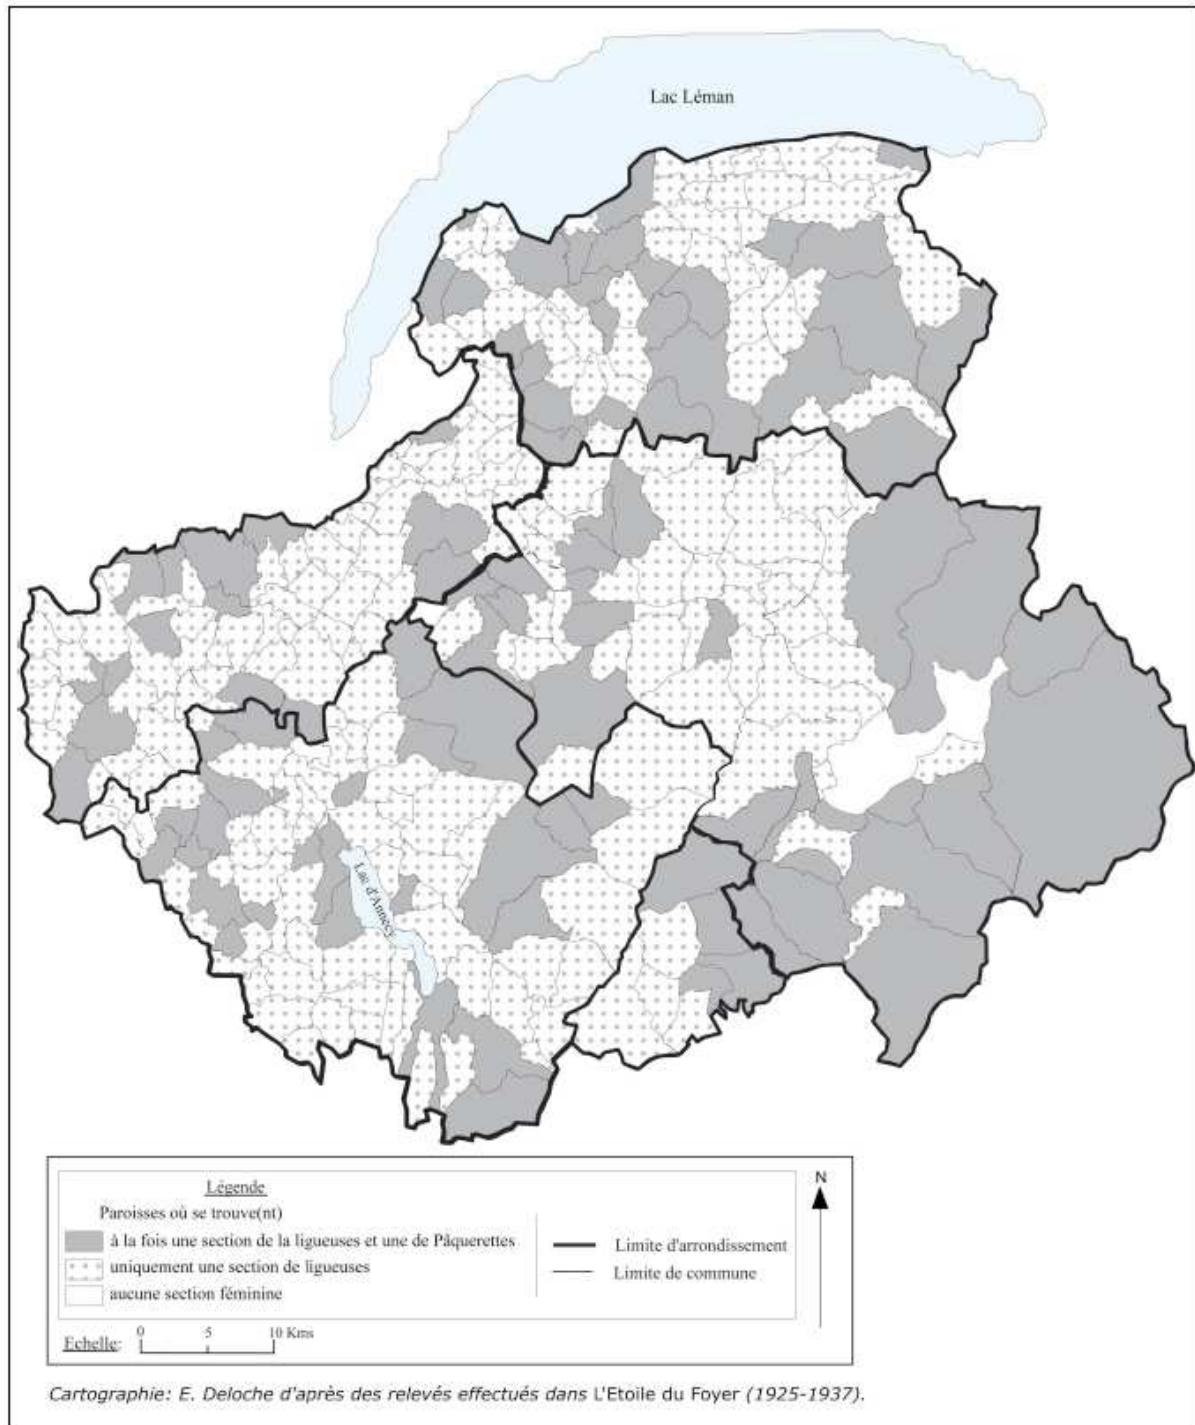 Lac Léman
Lac d'Annecy
Légende
Paroisses où se trouve(nt)
à la fois une section de la ligueuses et une de Pâquerettes
uniquement une section de ligueuses
aucune section féminine
Limite d'arrondissement
Limite de commune
N
Echelle: 0 5 10 Kms
Cartographie: E. Deloche d'après des relevés effectués dans L'Etoile du Foyer (1925-1937).